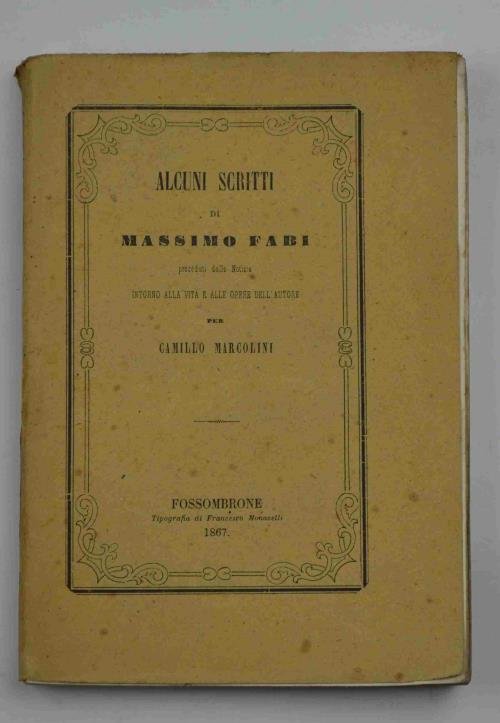 ALCUNI SCRITTI
DI
MASSIMO FABI
preceduti dalle Notizie
INTORNO ALLA VITA E ALLE OPERE DELL'AUTORE
PER
CAMILLO MARCOLINI
FOSSOMBRONE
Tipografia di Francesco Monacelli
1867.